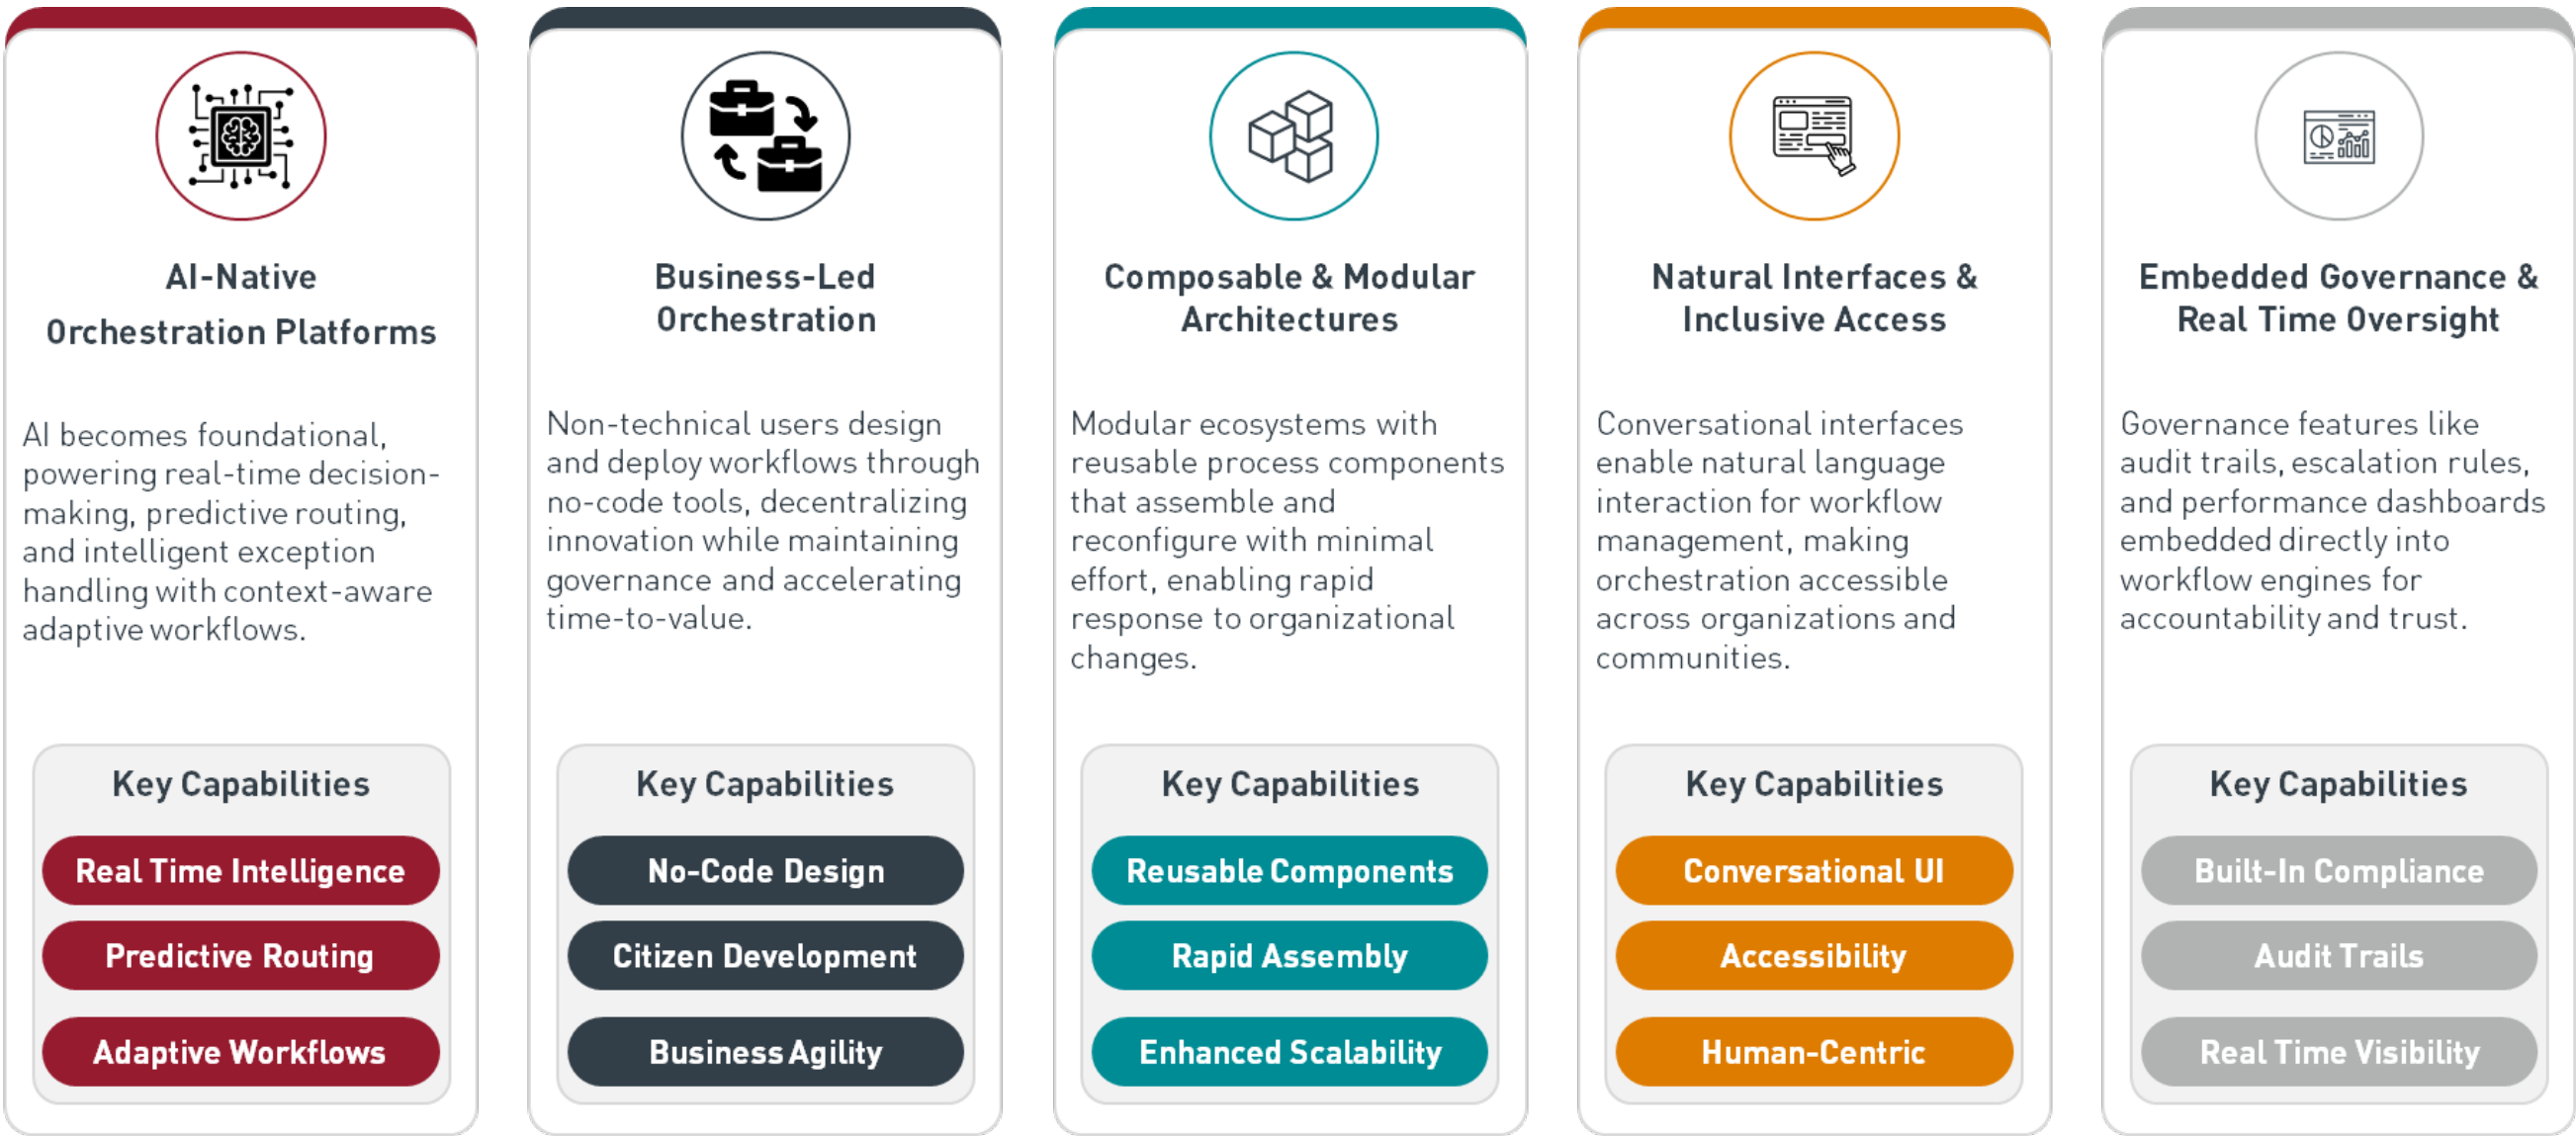 AI-Native
Orchestration Platforms
AI becomes foundational,
powering real-time decision-
making, predictive routing,
and intelligent exception
handling with context-aware
adaptive workflows.
Key Capabilities
Real Time Intelligence
Predictive Routing
Adaptive Workflows
Business-Led
Orchestration
Non-technical users design
and deploy workflows through
no-code tools, decentralizing
innovation while maintaining
governance and accelerating
time-to-value.
Key Capabilities
No-Code Design
Citizen Development
Business Agility
Composable & Modular
Architectures
Modular ecosystems with
reusable process components
that assemble and
reconfigure with minimal
effort, enabling rapid
response to organizational
changes.
Key Capabilities
Reusable Components
Rapid Assembly
Enhanced Scalability
Natural Interfaces &
Inclusive Access
Conversational interfaces
enable natural language
interaction for workflow
management, making
orchestration accessible
across organizations and
communities.
Key Capabilities
Conversational UI
Accessibility
Human-Centric
Embedded Governance &
Real Time Oversight
Governance features like
audit trails, escalation rules,
and performance dashboards
embedded directly into
workflow engines for
accountability and trust.
Key Capabilities
Built-In Compliance
Audit Trails
Real Time Visibility